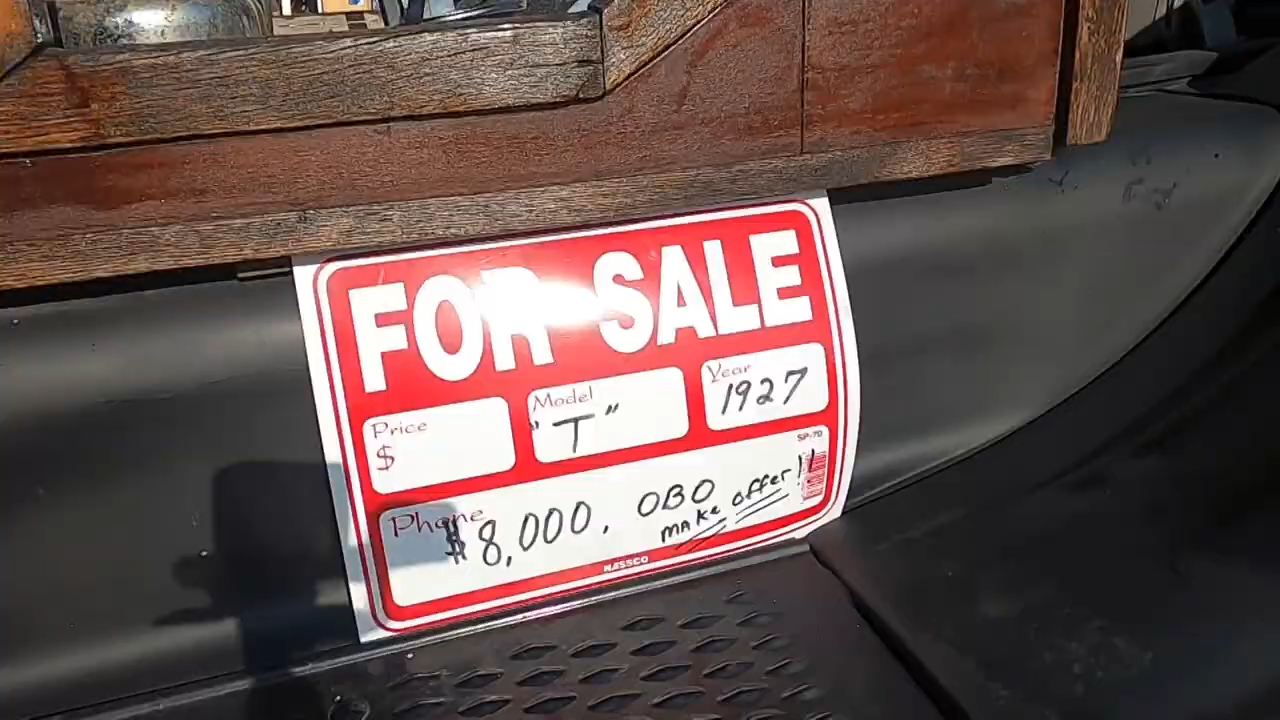 FOR SALE
Price
$
Model
"T"
Year
1927
SP-70
Phone
$8,000. OBO
MAKE offer!!
NASSCO